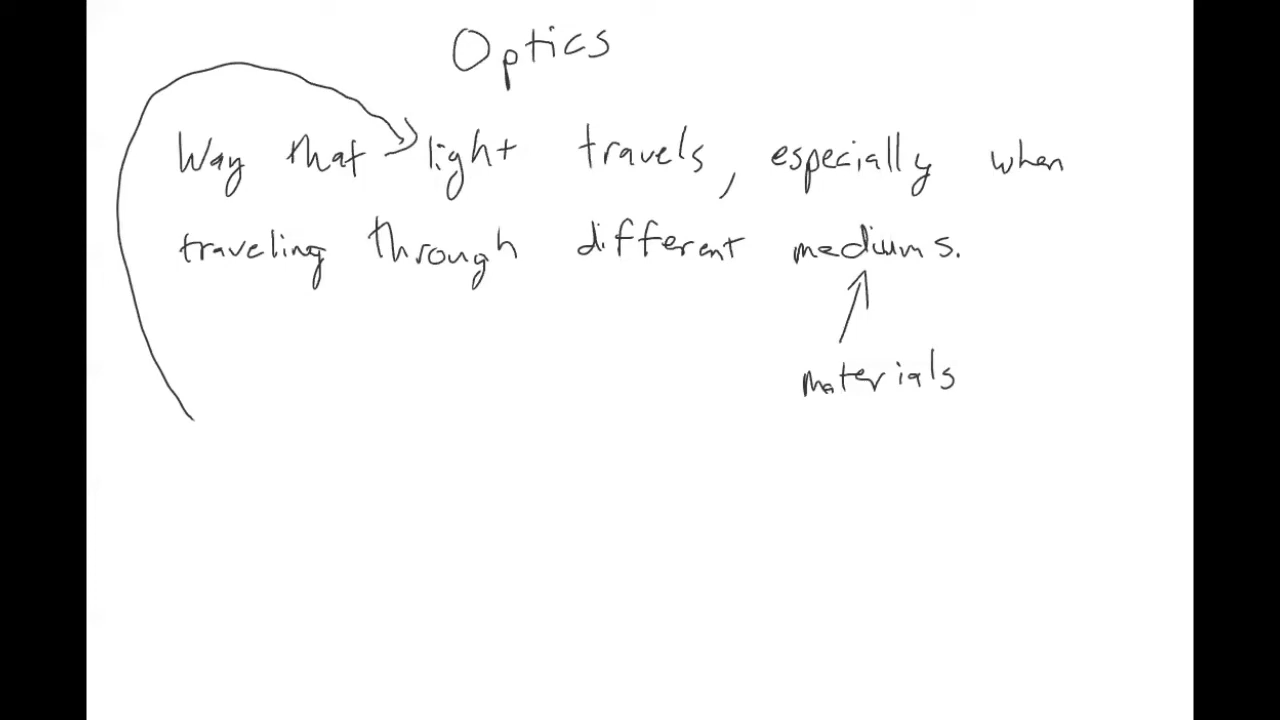 Optics
Way that light travels, especially when
traveling through different mediums.
materials